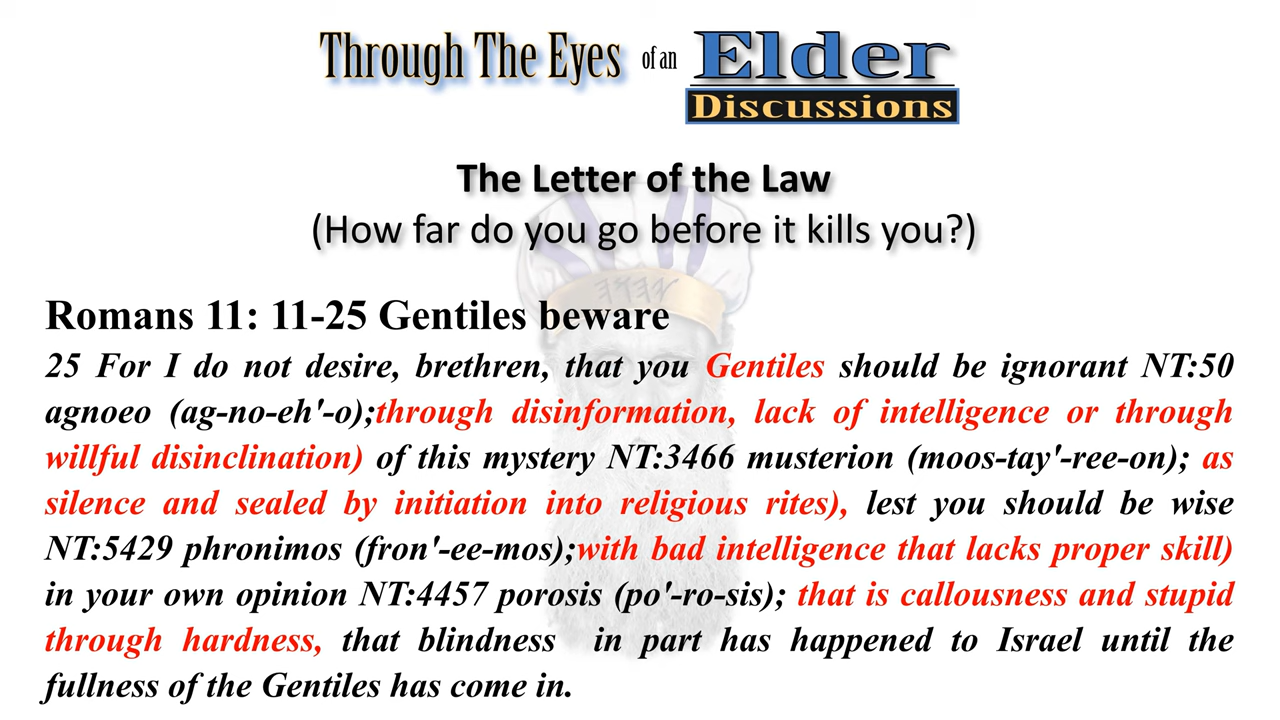 Through The Eyes of an Elder
Discussions
The Letter of the Law
(How far do you go before it kills you?)
𐤉𐤄𐤅𐤄
Romans 11: 11-25 Gentiles beware
25 For I do not desire, brethren, that you Gentiles should be ignorant NT:50
agnoeo (ag-no-eh'-o);through disinformation, lack of intelligence or through
willful disinclination) of this mystery NT:3466 musterion (moos-tay'-ree-on); as
silence and sealed by initiation into religious rites), lest you should be wise
NT:5429 phronimos (fron'-ee-mos);with bad intelligence that lacks proper skill)
in your own opinion NT:4457 porosis (po'-ro-sis); that is callousness and stupid
through hardness, that blindness in part has happened to Israel until the
fullness of the Gentiles has come in.